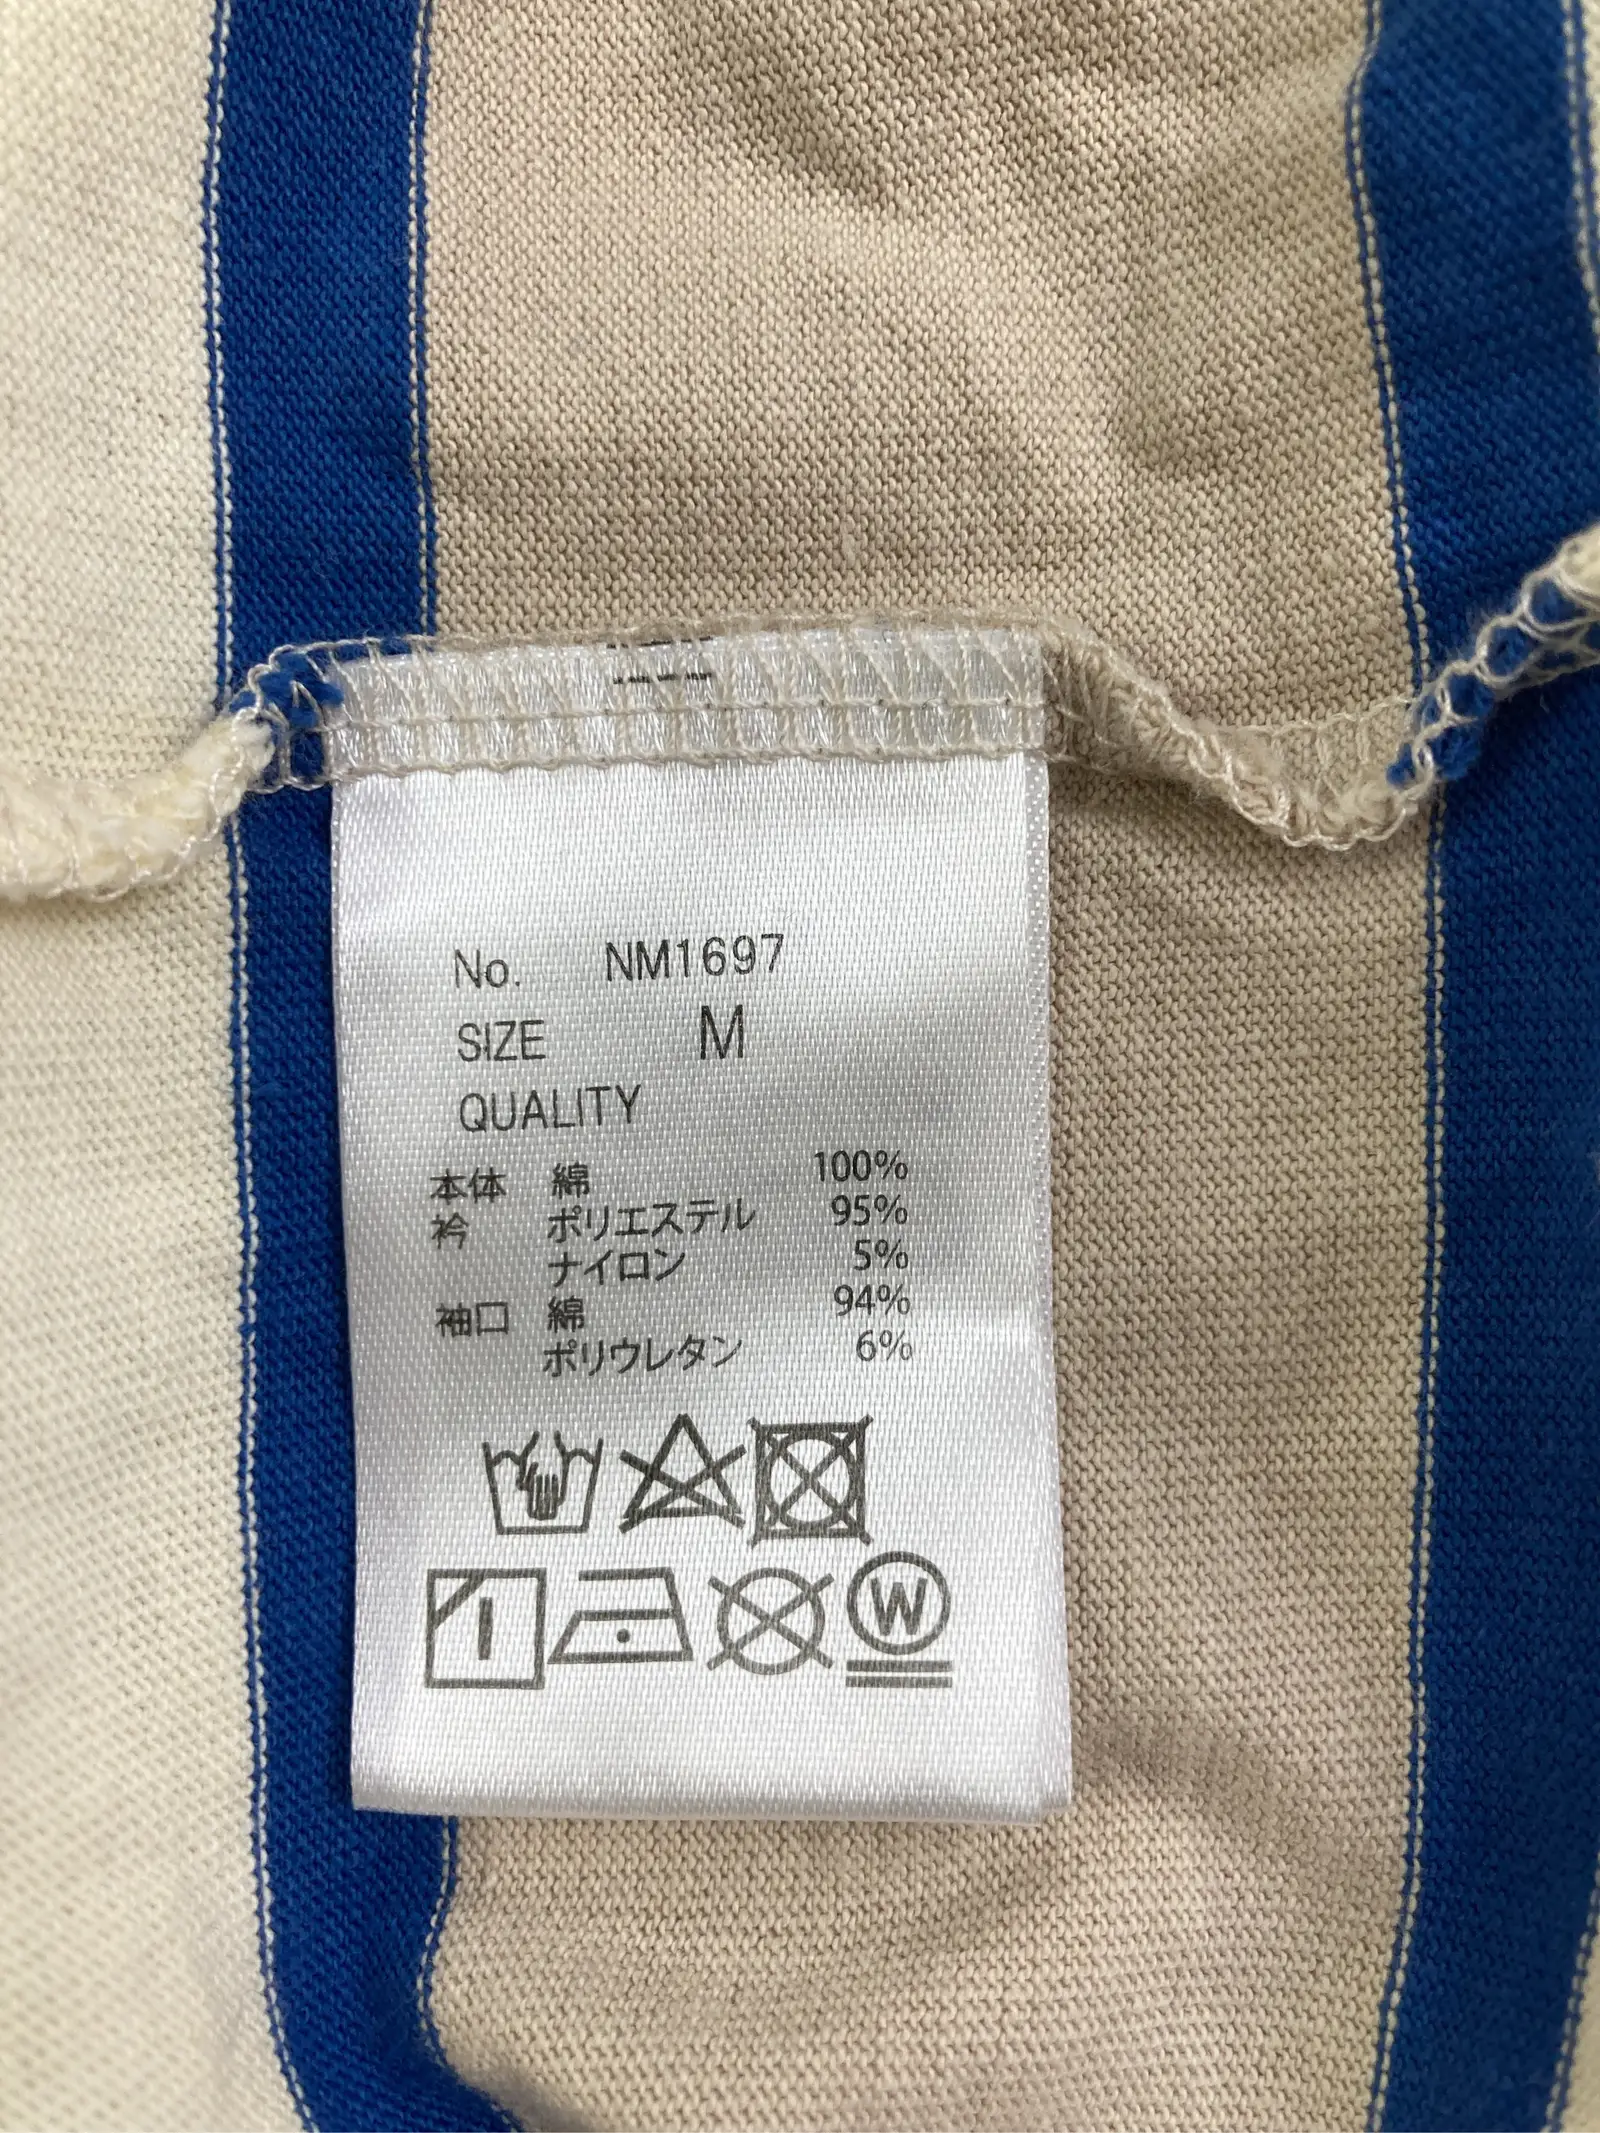 No. NM1697
SIZE M
QUALITY
本体 綿 100%
衿 ポリエステル 95%
ナイロン 5%
袖口 綿 94%
ポリウレタン 6%
W